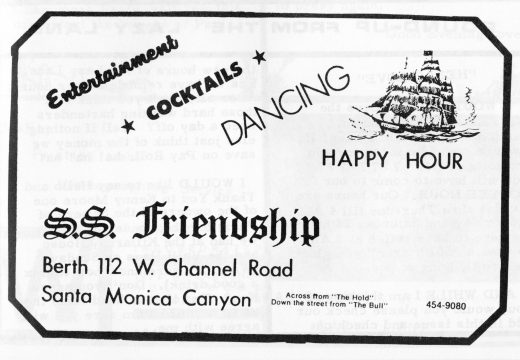 Entertainment
★ COCKTAILS ★
DANCING
HAPPY HOUR
S.S. Friendship
Berth 112 W. Channel Road
Santa Monica Canyon
Across from "The Hold"
Down the street from "The Bull"
454-9080